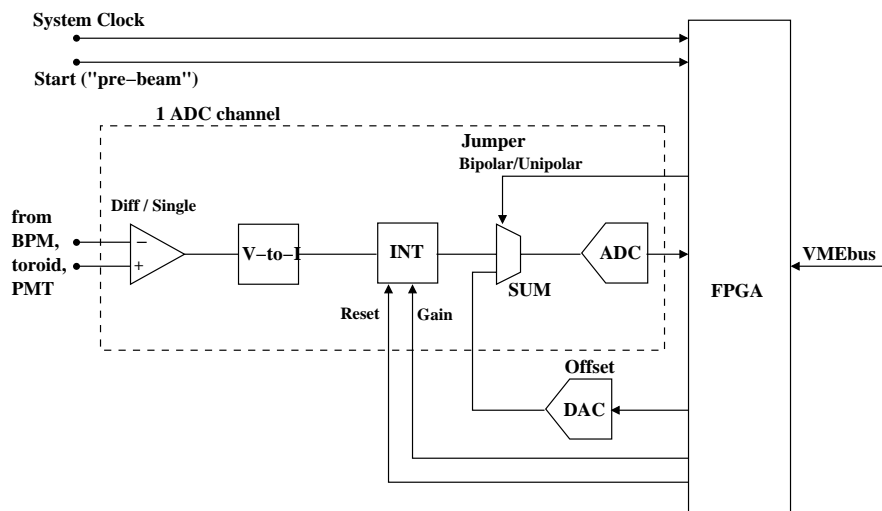 System Clock
Start ("pre−beam")
1 ADC channel
Jumper
Bipolar/Unipolar
Diff / Single
from
BPM,
toroid,
PMT
−
+
V−to−I
INT
SUM
ADC
FPGA
VMEbus
Reset
Gain
Offset
DAC